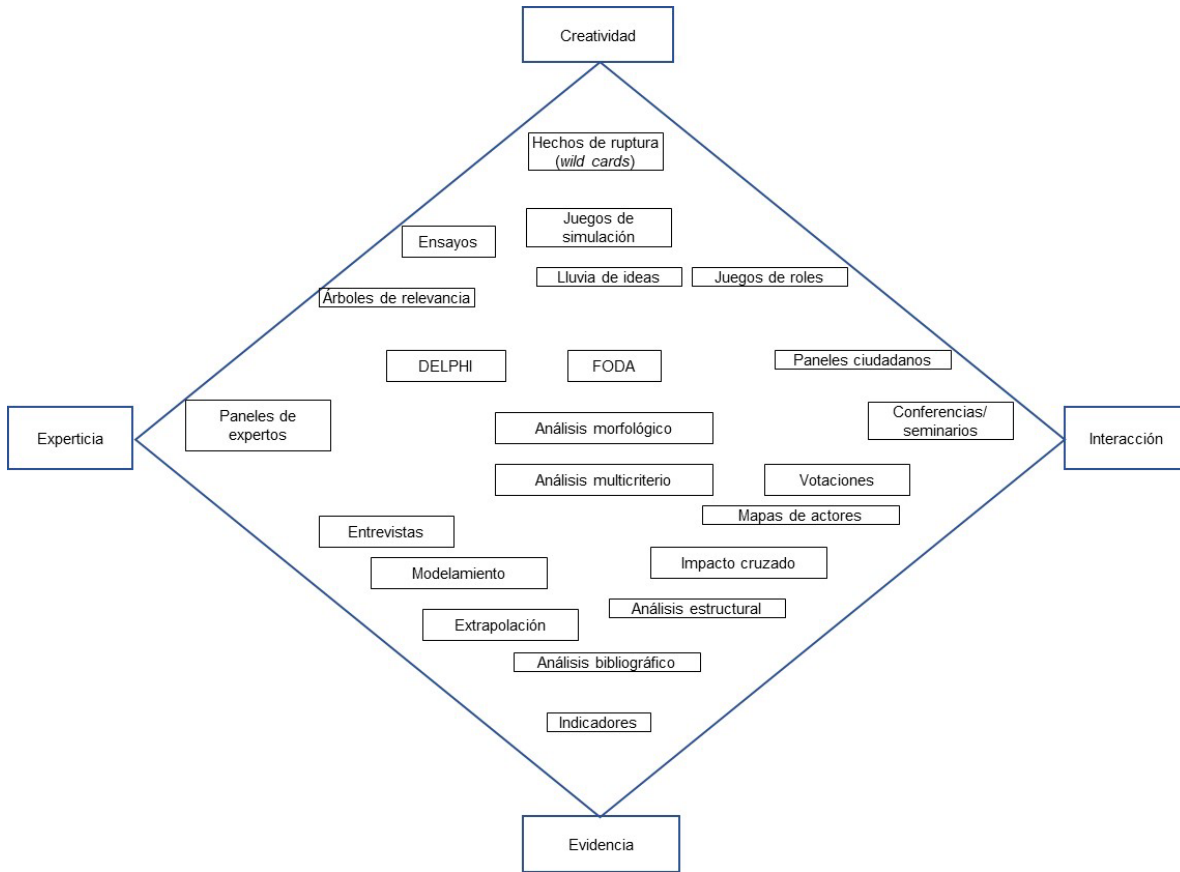 Creatividad
Hechos de ruptura
(wild cards)
Juegos de
simulación
Ensayos
Lluvia de ideas
Juegos de roles
Árboles de relevancia
DELPHI
FODA
Paneles ciudadanos
Paneles de
expertos
Conferencias/
seminarios
Experticia
Análisis morfológico
Interacción
Análisis multicriterio
Votaciones
Mapas de actores
Entrevistas
Impacto cruzado
Modelamiento
Análisis estructural
Extrapolación
Análisis bibliográfico
Indicadores
Evidencia